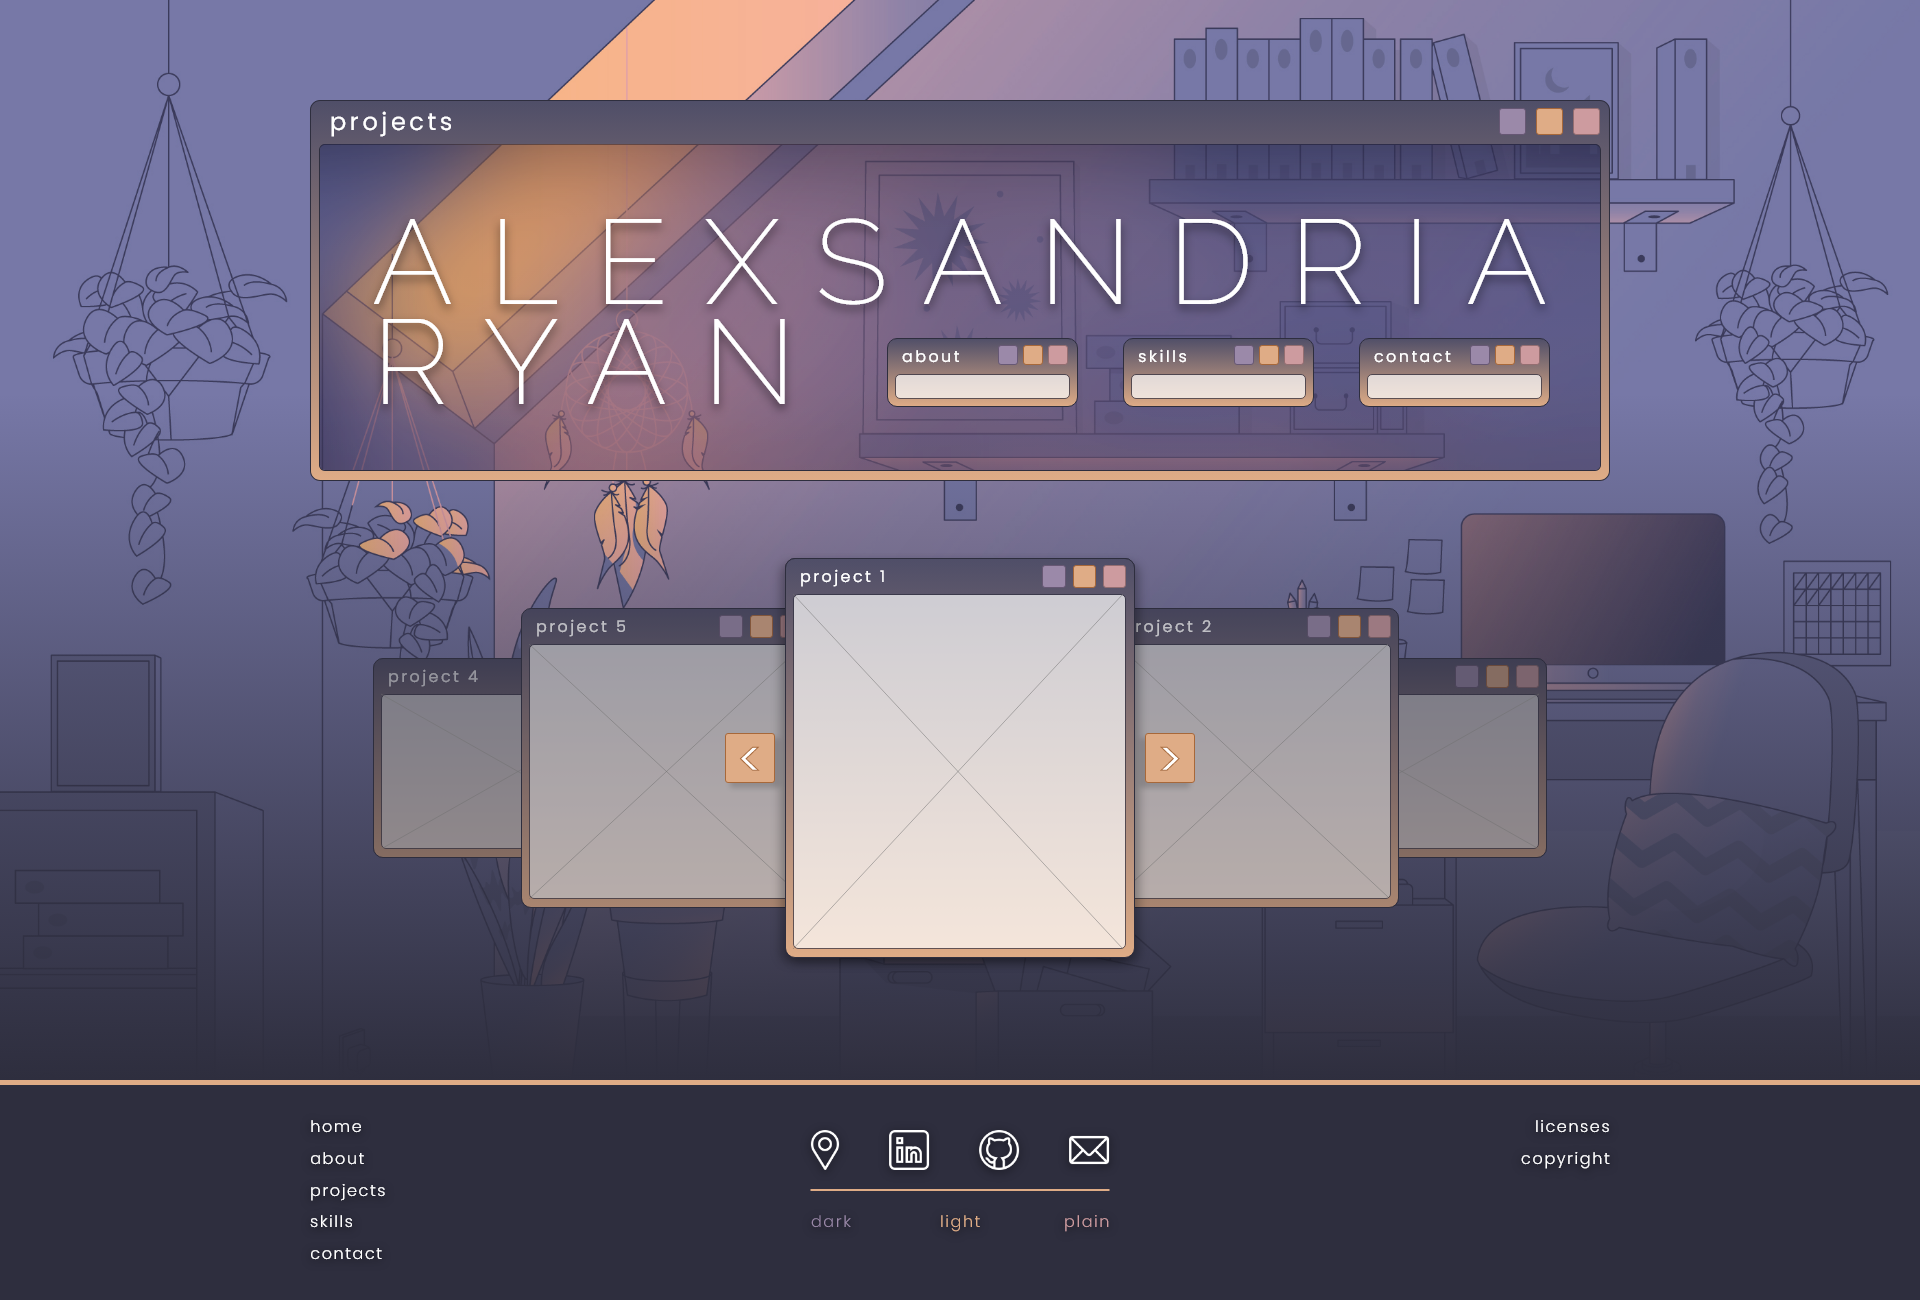 projects
ALEXSANDRIA
RYAN
about
skills
contact
project 1
project 5
roject 2
project 4
in
home
about
projects
skills
contact
dark
light
plain
licenses
copyright